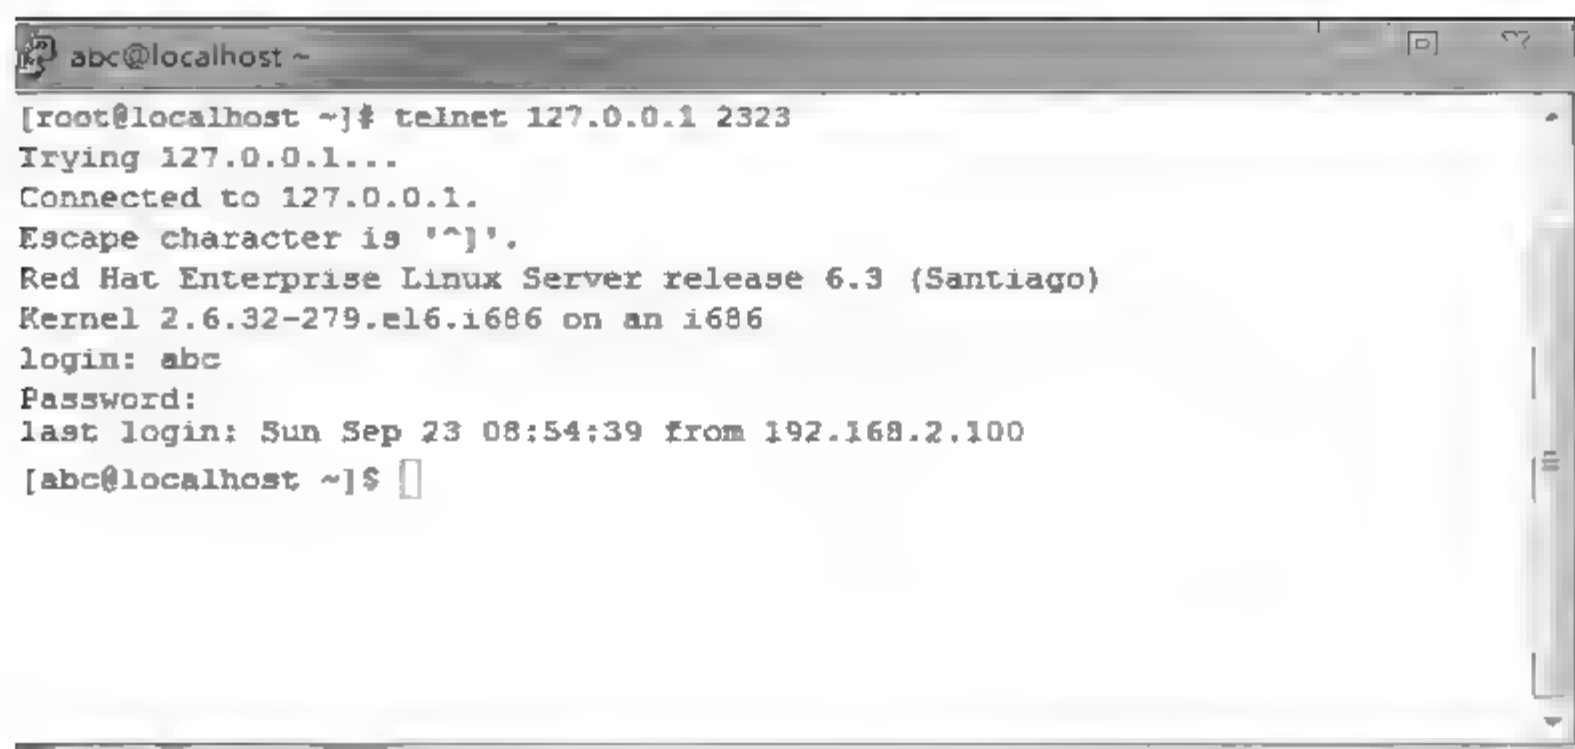 abc@localhost ~
[root@localhost ~]# telnet 127.0.0.1 2323
Trying 127.0.0.1...
Connected to 127.0.0.1.
Escape character is '^]'.
Red Hat Enterprise Linux Server release 6.3 (Santiago)
Kernel 2.6.32-279.el6.i686 on an i686
login: abc
Password:
last login: Sun Sep 23 08:54:39 from 192.168.2.100
[abc@localhost ~]$